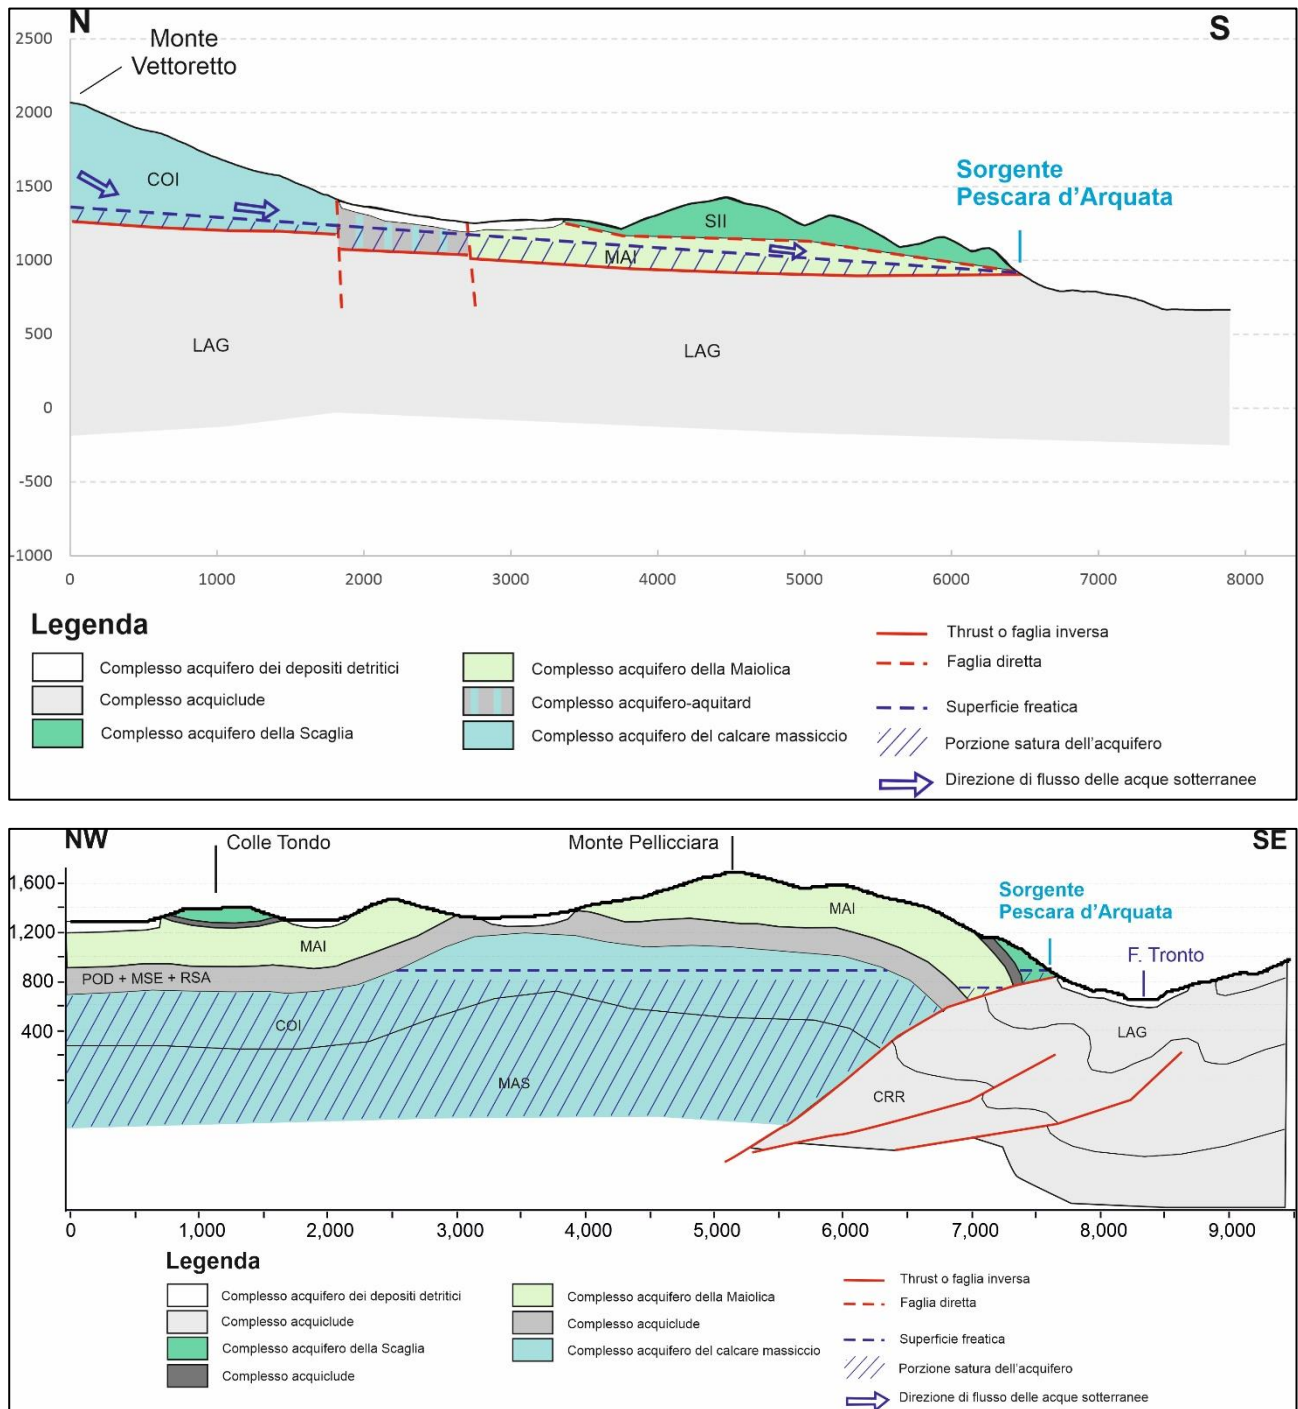 N
S
Monte
Vettoretto
2500
2000
1500
1000
500
0
-500
-1000
COI
SII
MAI
LAG
LAG
Sorgente
Pescara d'Arquata
0
1000
2000
3000
4000
5000
6000
7000
8000
Legenda
Complesso acquifero dei depositi detritici
Complesso acquiclude
Complesso acquifero della Scaglia
Complesso acquifero della Maiolica
Complesso acquifero-aquitard
Complesso acquifero del calcare massiccio
Thrust o faglia inversa
Faglia diretta
Superficie freatica
Porzione satura dell'acquifero
Direzione di flusso delle acque sotterranee
NW
SE
Colle Tondo
Monte Pellicciara
Sorgente
Pescara d'Arquata
F. Tronto
1,600
1,200
800
400
MAI
MAI
POD + MSE + RSA
COI
MAS
CRR
LAG
0
1,000
2,000
3,000
4,000
5,000
6,000
7,000
8,000
9,000
Legenda
Complesso acquifero dei depositi detritici
Complesso acquiclude
Complesso acquifero della Scaglia
Complesso acquiclude
Complesso acquifero della Maiolica
Complesso acquiclude
Complesso acquifero del calcare massiccio
Thrust o faglia inversa
Faglia diretta
Superficie freatica
Porzione satura dell'acquifero
Direzione di flusso delle acque sotterranee